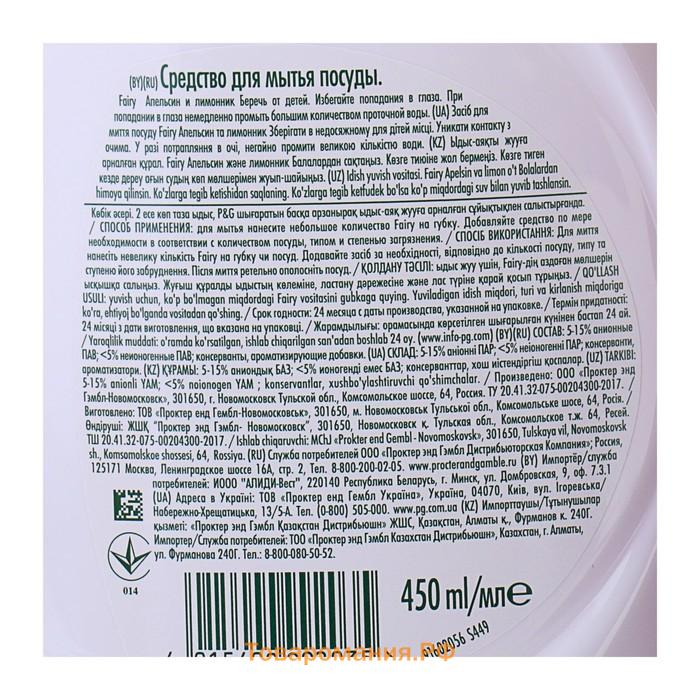 (BY)(RU) Средство для мытья посуды.
Fairy Апельсин и лимонник Беречь от детей. Избегайте попадания в глаза. При
попадании в глаза немедленно промыть большим количеством проточной воды. (UA) Засіб для
миття посуду Fairy Апельсин та лимонник Зберігати в недосяжному для дітей місці. Уникати контакту з
очима. У разі потрапляння в очі, негайно промити великою кількістю води. (KZ) Ыдыс-аяқты жууға
арналған құрал. Fairy Апельсин және лимонник Балалардан сақтаңыз. Көзге тиюіне жол бермеңіз. Көзге тиген
кезде дереу ағын судың көп мөлшерімен жуып-шайыңыз. (UZ) Idish yuvish vositasi. Fairy Apelsin va limon o't Bolalardan
himoya qilinsin. Ko'zlarga tegib ketishidan saqlaning. Ko'zlarga tegib ketfudek bo'lsa ko'p miqdordagi suv bilan yuvib tashlansin.
Көбік әсері. 2 есе көп таза ыдыс, P&G шығаратын басқа арзанырақ ыдыс-аяқ жууға арналған сұйықтықпен салыстырғанда.
/ СПОСОБ ПРИМЕНЕНИЯ: для мытья нанесите небольшое количество Fairy на губку. Добавляйте средство по мере
необходимости в соответствии с количеством посуды, типом и степенью загрязнения. / СПОСІБ ВИКОРИСТАННЯ: Для миття
нанесіть невелику кількість Fairy на губку чи посуд. Додавайте засіб за необхідності, відповідно до кількості посуду, типу та
ступеню його забруднення. Після миття ретельно ополосніть посуд. / ҚОЛДАНУ ТӘСІЛІ: ыдыс жуу үшін, Fairy-дің аздаған мөлшерін
ысқышқа салыңыз. Жуғыш құралды ыдыстың көлеміне, ластану дәрежесіне және лас түріне қарай қосып тұрыңыз. / QO'LLASH
USULI: yuvish uchun, ko'p bo'lmagan miqdordagi Fairy vositasini gubkaga quying. Yuviladigan idish miqdori, turi va kirlanish miqdoriga
ko'ra, ehtiyoj bo'lganda vositadan qo'shing. / Срок годности: 24 месяца с даты производства, указанной на упаковке. / Термін придатності:
24 місяці з дати виготовлення, що вказана на упаковці. / Жарамдылығы: орамасында көрсетілген шығарылған күнінен бастап 24 ай.
/ Yaroqlilik muddati: o'ramda ko'rsatilgan, ishlab chiqarilgan san'adan boshlab 24 oy. (www.info-pg.com) (BY)(RU) СОСТАВ: 5-15% анионные
ПАВ; <5% неионогенные ПАВ; консерванты, ароматизирующие добавки. (UA) СКЛАД: 5-15% аніонні ПАР; <5% неіоногенні ПАР; консерванти,
ароматизатори. (KZ) ҚҰРАМЫ: 5-15% аниондық БАЗ; <5% ионогенді емес БАЗ; консерванттар, хош иістендіргіш қоспалар. (UZ) TARKIBI:
5-15% anionli YAM; <5% noionogen YAM ; konservantlar, xushbo'ylashtiruvchi qo'shimchalar. / Произведено: ООО «Проктер энд
Гэмбл-Новомосковск», 301650, г. Новомосковск Тульской обл., Комсомольское шоссе, 64, Россия, ТУ 20.41.32-075-00204300-2017. /
Виготовлено: ТОВ «Проктер енд Гембл-Новомосковськ», 301650, м. Новомосковськ Тульської обл., Комсомольське шосе, 64, Росія. /
Өндіруші: ЖШҚ "Проктер энд Гэмбл- Новомосковск", 301650, Тула обл., Новомосковск қ., Комсомольское тж. 64, Ресей.
ТШ 20.41.32-075-00204300-2017 / Ishlab chiqaruvchi: MChJ «Prokter end Gembl - Novomoskovsk», 301650, Tulskaya vil, Novomoskovsk
sh., Komsomolskoe shossesi, 64, Rossiya. (RU) Служба потребителей ООО «Проктер энд Гэмбл Дистрибьюторская Компания»; Россия,
125171 Москва, Ленинградское шоссе 16А, стр. 2, Тел. 8-800-200-02-05. www.procterandgamble.ru (BY) Импортёр/служба
потребителей: ИООО "АЛИДИ-Вест", 220140 Республика Беларусь, г. Минск, ул. Домбровская, 9, оф. 7.3.1
(UA) Адреса в Україні: ТОВ «Проктер енд Гембл Україна», Україна, 04070, Київ, вул. Ігоревська/
Набережно-Хрещатицька, 13/5-А. Тел. (0-800) 505-000. www.pg.com.ua (KZ) Импорттаушы/Тұтынушылар
қызметі: «Проктер энд Гэмбл Қазақстан Дистрибьюшн» ЖШС, Қазақстан, Алматы қ., Фурманов к. 240Г.
Импортер/Служба потребителей: ТОО «Проктер энд Гэмбл Казахстан Дистрибьюшн», Казахстан, г. Алматы,
ул. Фурманова 240Г. Тел.: 8-800-080-50-52.
014
450 ml/мл℮
91602056 S449
Товаромания.РФ